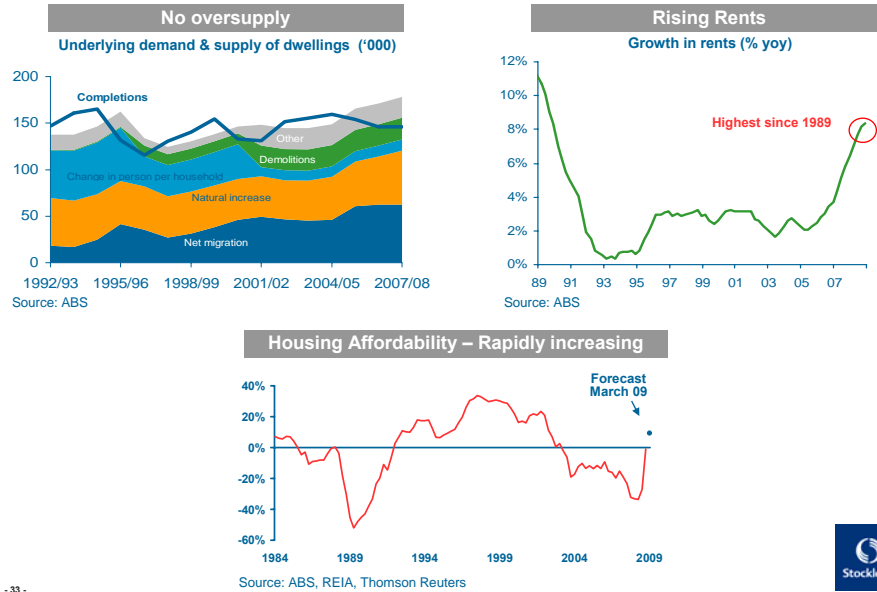 No oversupply
Underlying demand & supply of dwellings ('000)
200
150
100
50
0
Completions
Other
Demolitions
Change in person per household
Natural increase
Net migration
1992/93 1995/96 1998/99 2001/02 2004/05 2007/08
Source: ABS
Rising Rents
Growth in rents (% yoy)
12%
10%
8%
6%
4%
2%
0%
Highest since 1989
89 91 93 95 97 99 01 03 05 07
Source: ABS
Housing Affordability – Rapidly increasing
40%
20%
0%
-20%
-40%
-60%
Forecast
March 09
1984 1989 1994 1999 2004 2009
Source: ABS, REIA, Thomson Reuters
- 33 -